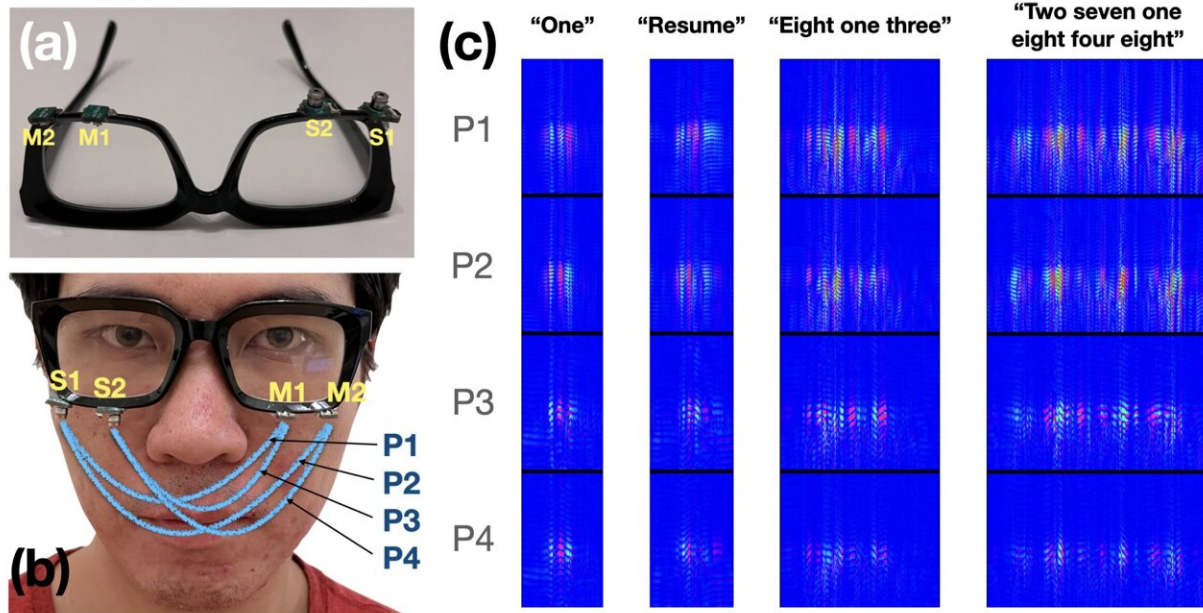 (a)
M2
M1
S2
S1
(b)
S1
S2
M1
M2
P1
P2
P3
P4
(c)
“One”
“Resume”
“Eight one three”
“Two seven one
eight four eight”
P1
P2
P3
P4